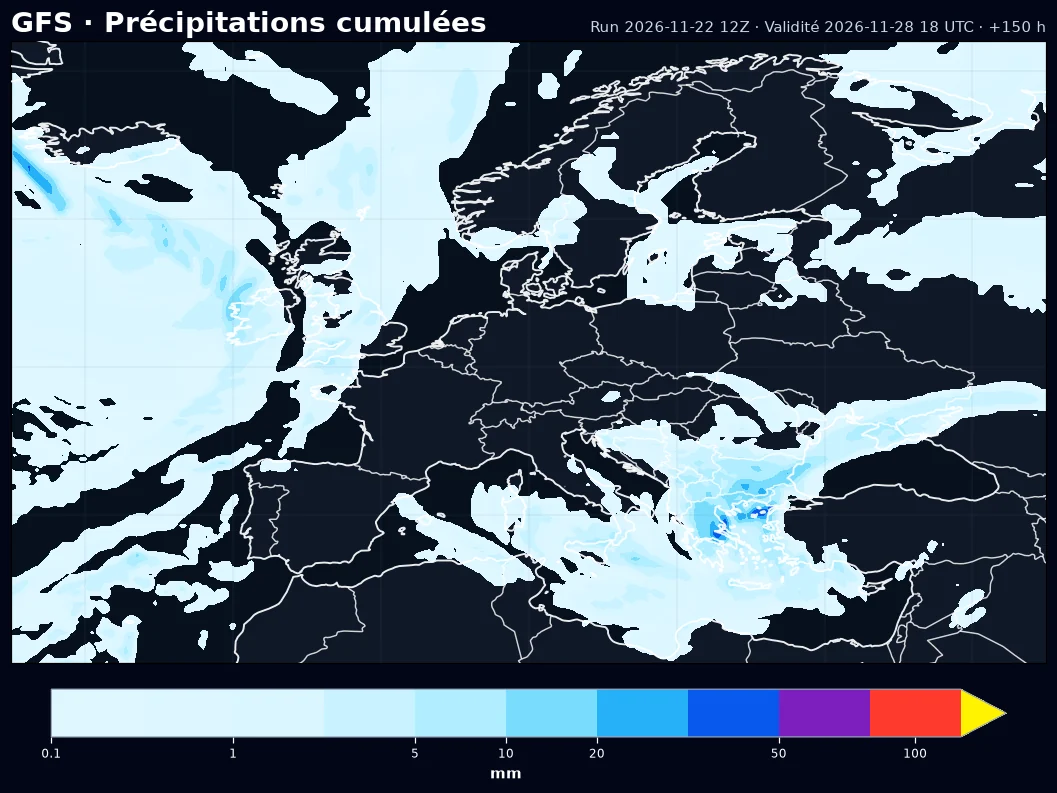 GFS · Précipitations cumulées
Run 2026-11-22 12Z · Validité 2026-11-28 18 UTC · +150 h
0.1 1 5 10 20 50 100
mm